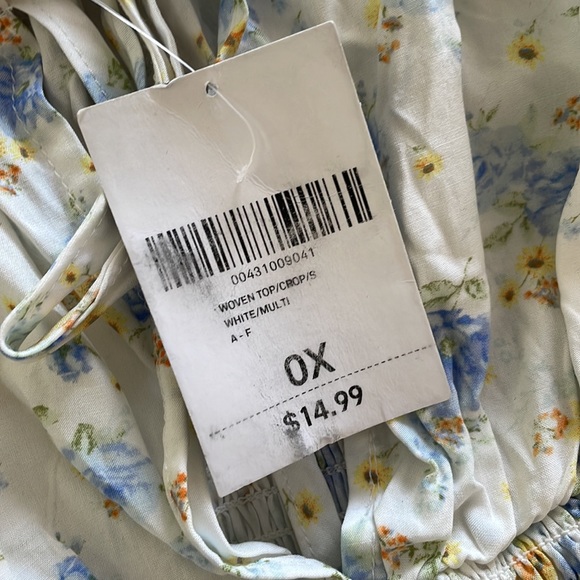 00431009041
WOVEN TOP/CROP/S
WHITE/MULTI
A - F
0X
$14.99